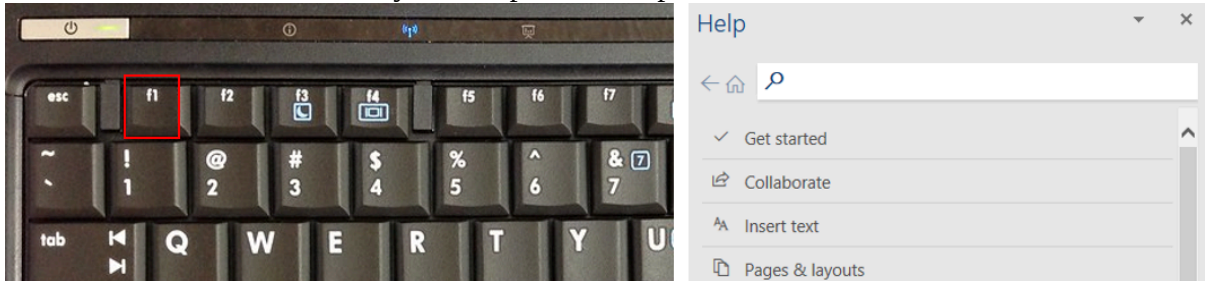 esc f1 f2 f3 f4 f5 f6 f7
~ ! @ # $ % ^ & 7
` 1 2 3 4 5 6 7
tab Q W E R T Y U
Help
Get started
Collaborate
Insert text
Pages & layouts